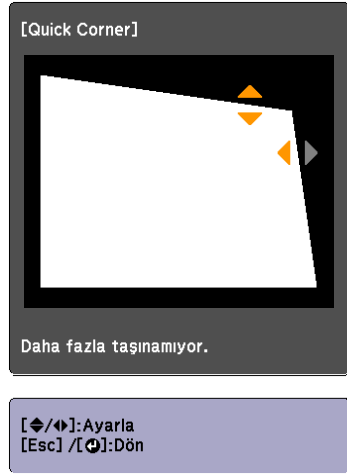 [Quick Corner]
Daha fazla taşınamıyor.
[◆/◆]:Ayarla
[Esc] /[↵]:Dön